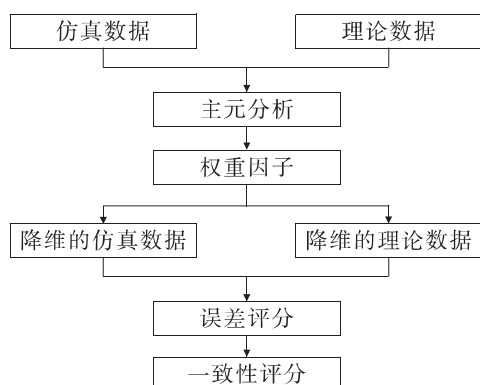 仿真数据
理论数据
主元分析
权重因子
降维的仿真数据
降维的理论数据
误差评分
一致性评分